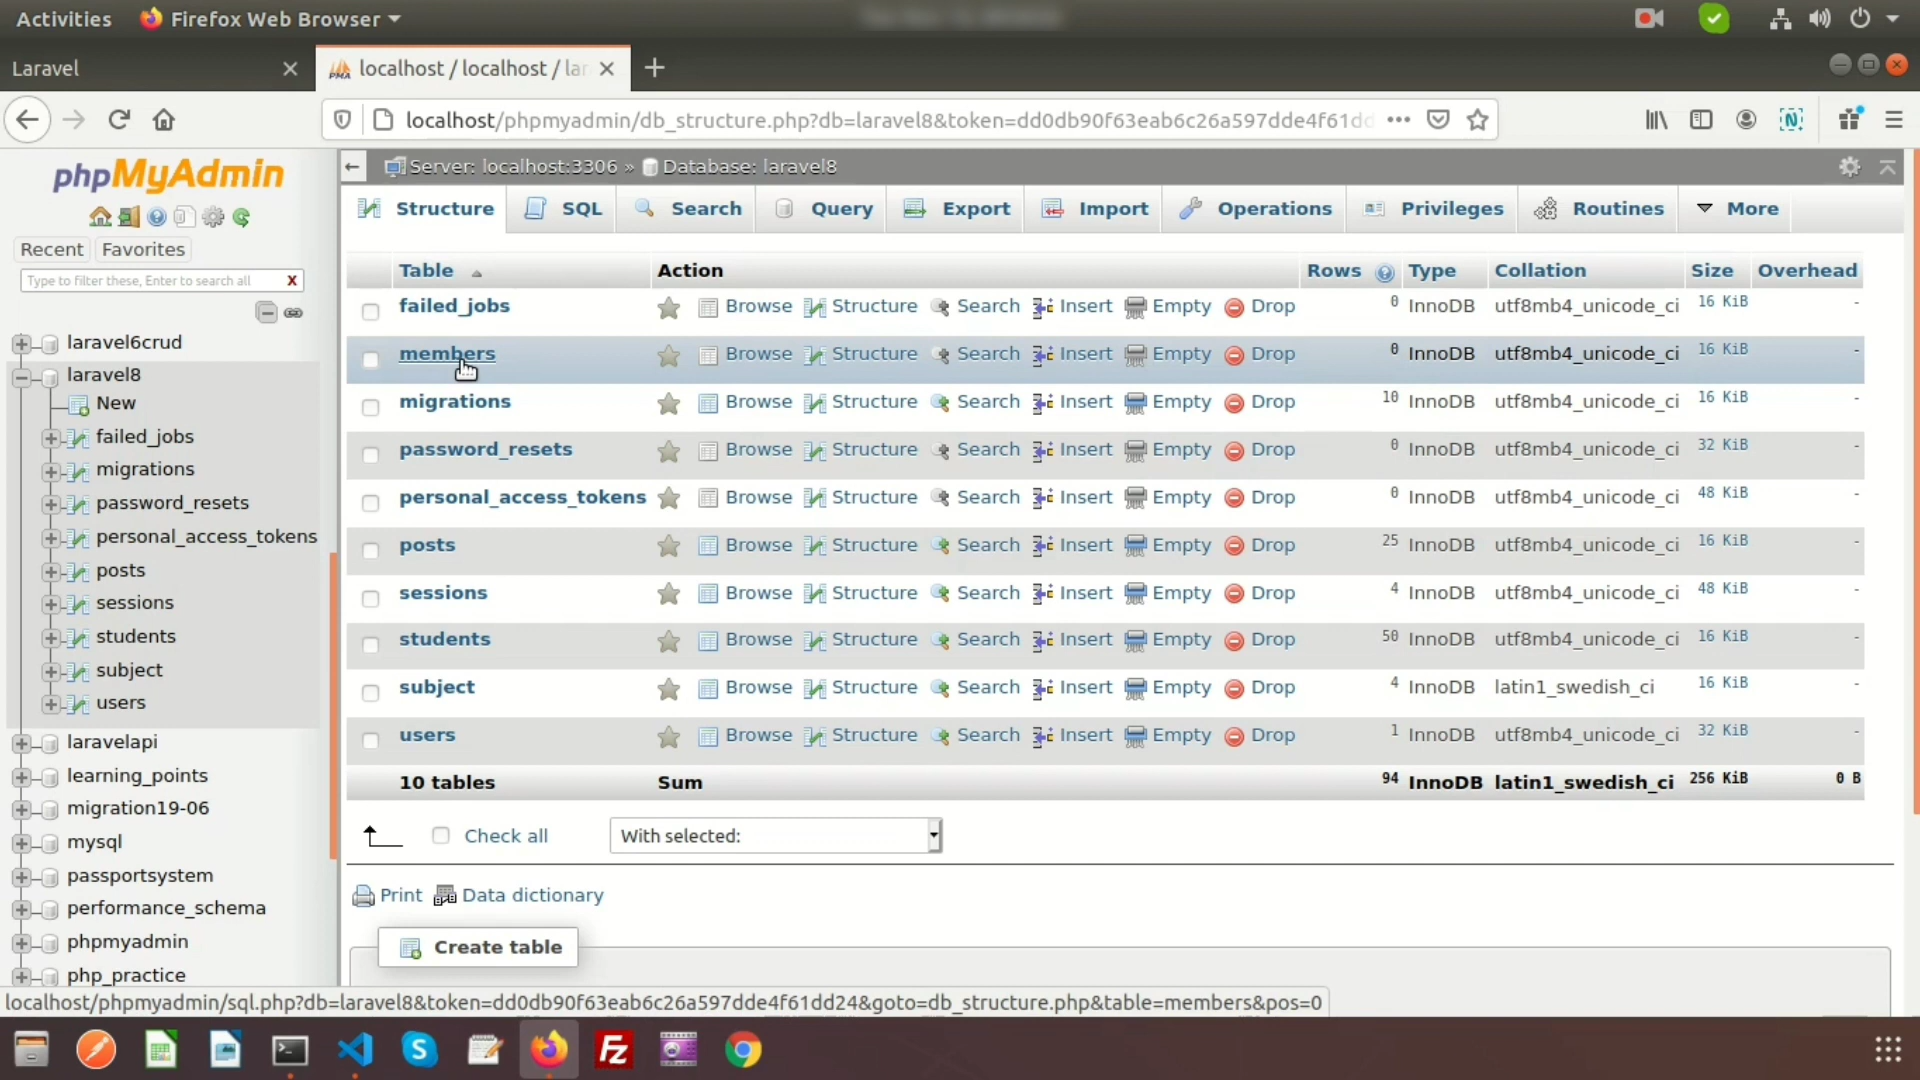 Activities Firefox Web Browser
Laravel localhost / localhost / lar
localhost/phpmyadmin/db_structure.php?db=laravel8&token=dd0db90f63eab6c26a597dde4f61dd
phpMyAdmin
Recent Favorites
Type to filter these, Enter to search all X
laravel6crud
laravel8
New
failed_jobs
migrations
password_resets
personal_access_tokens
posts
sessions
students
subject
users
laravelapi
learning_points
migration19-06
mysql
passportsystem
performance_schema
phpmyadmin
php_practice
Server: localhost:3306 » Database: laravel8
Structure SQL Search Query Export Import Operations Privileges Routines More
Table Action Rows Type Collation Size Overhead
failed_jobs Browse Structure Search Insert Empty Drop 0 InnoDB utf8mb4_unicode_ci 16 KiB -
members Browse Structure Search Insert Empty Drop 0 InnoDB utf8mb4_unicode_ci 16 KiB -
migrations Browse Structure Search Insert Empty Drop 10 InnoDB utf8mb4_unicode_ci 16 KiB -
password_resets Browse Structure Search Insert Empty Drop 0 InnoDB utf8mb4_unicode_ci 32 KiB -
personal_access_tokens Browse Structure Search Insert Empty Drop 0 InnoDB utf8mb4_unicode_ci 48 KiB -
posts Browse Structure Search Insert Empty Drop 25 InnoDB utf8mb4_unicode_ci 16 KiB -
sessions Browse Structure Search Insert Empty Drop 4 InnoDB utf8mb4_unicode_ci 48 KiB -
students Browse Structure Search Insert Empty Drop 50 InnoDB utf8mb4_unicode_ci 16 KiB -
subject Browse Structure Search Insert Empty Drop 4 InnoDB latin1_swedish_ci 16 KiB -
users Browse Structure Search Insert Empty Drop 1 InnoDB utf8mb4_unicode_ci 32 KiB -
10 tables Sum 94 InnoDB latin1_swedish_ci 256 KiB 0 B
Check all With selected:
Print Data dictionary
Create table
localhost/phpmyadmin/sql.php?db=laravel8&token=dd0db90f63eab6c26a597dde4f61dd24&goto=db_structure.php&table=members&pos=0